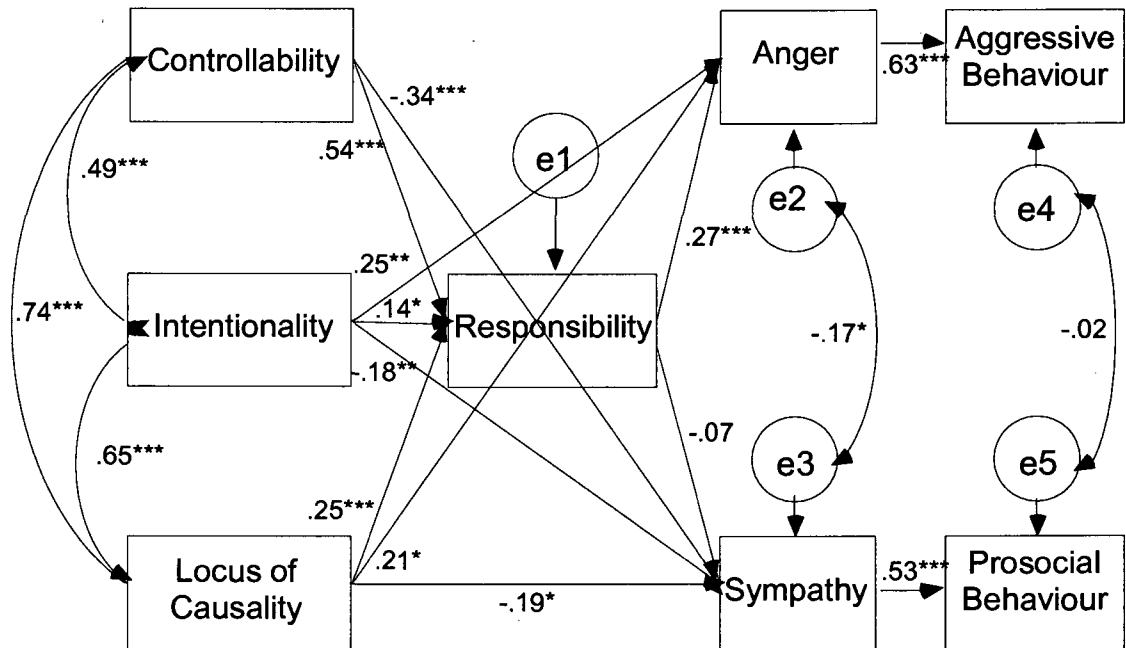 Controllability
Anger
Aggressive
Behaviour
.63***
-.34***
.54***
e1
.49***
e2
e4
.27***
.25**
.14*
.74***
Intentionality
Responsibility
-.17*
-.02
-.18**
-.07
.65***
e3
e5
.25***
.21*
Locus of
Causality
-.19*
Sympathy
.53***
Prosocial
Behaviour